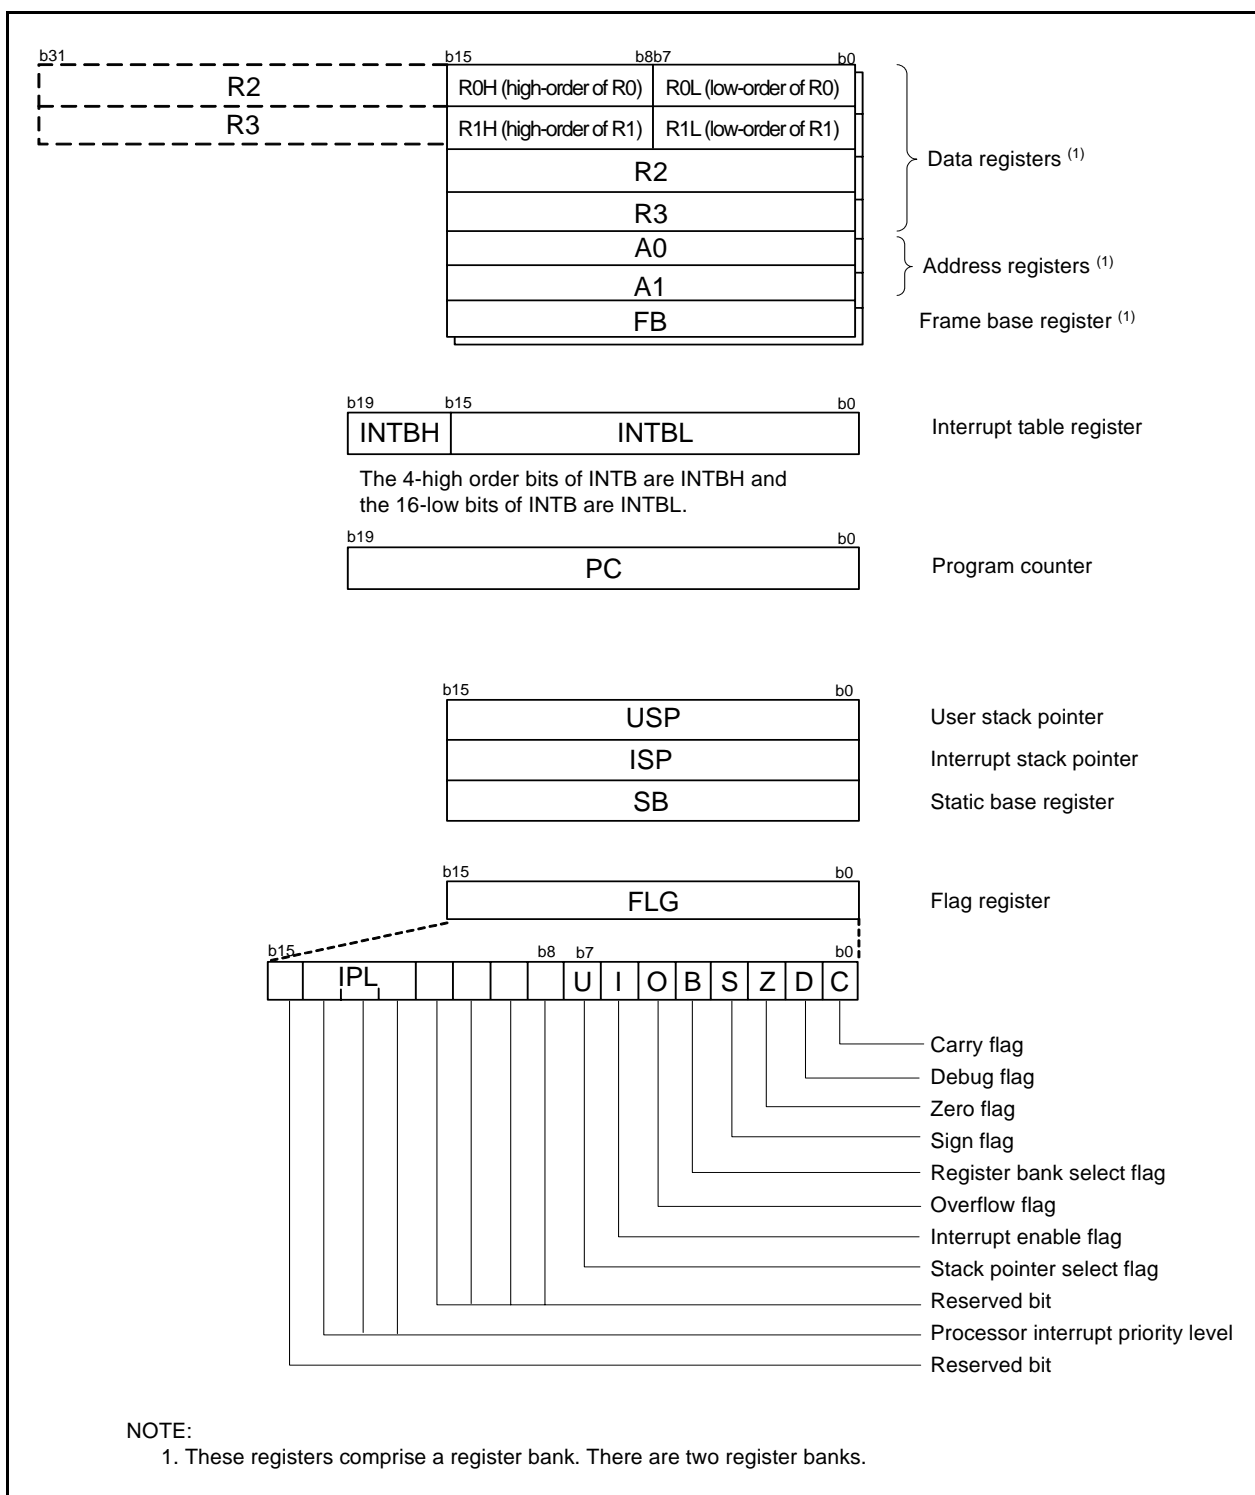 b31 b15 b8b7 b0
R2 R0H (high-order of R0) R0L (low-order of R0)
R3 R1H (high-order of R1) R1L (low-order of R1)
Data registers (1)
R2
R3
A0
Address registers (1)
A1
FB Frame base register (1)
b19 b15 b0
INTBH INTBL Interrupt table register
The 4-high order bits of INTB are INTBH and
the 16-low bits of INTB are INTBL.
b19 b0
PC Program counter
b15 b0
USP User stack pointer
ISP Interrupt stack pointer
SB Static base register
b15 b0
FLG Flag register
b15 b8 b7 b0
IPL U I O B S Z D C
Carry flag
Debug flag
Zero flag
Sign flag
Register bank select flag
Overflow flag
Interrupt enable flag
Stack pointer select flag
Reserved bit
Processor interrupt priority level
Reserved bit
NOTE:
1. These registers comprise a register bank. There are two register banks.